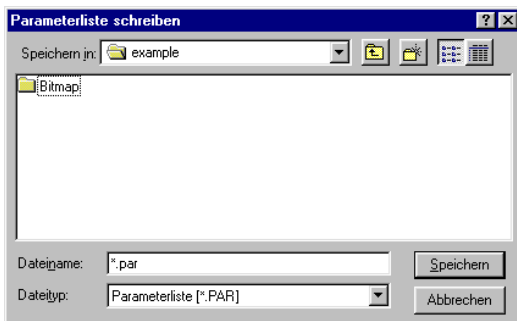 Parameterliste schreiben
Speichern in: example
Bitmap
Dateiname: *.par Speichern
Dateityp: Parameterliste [*.PAR] Abbrechen